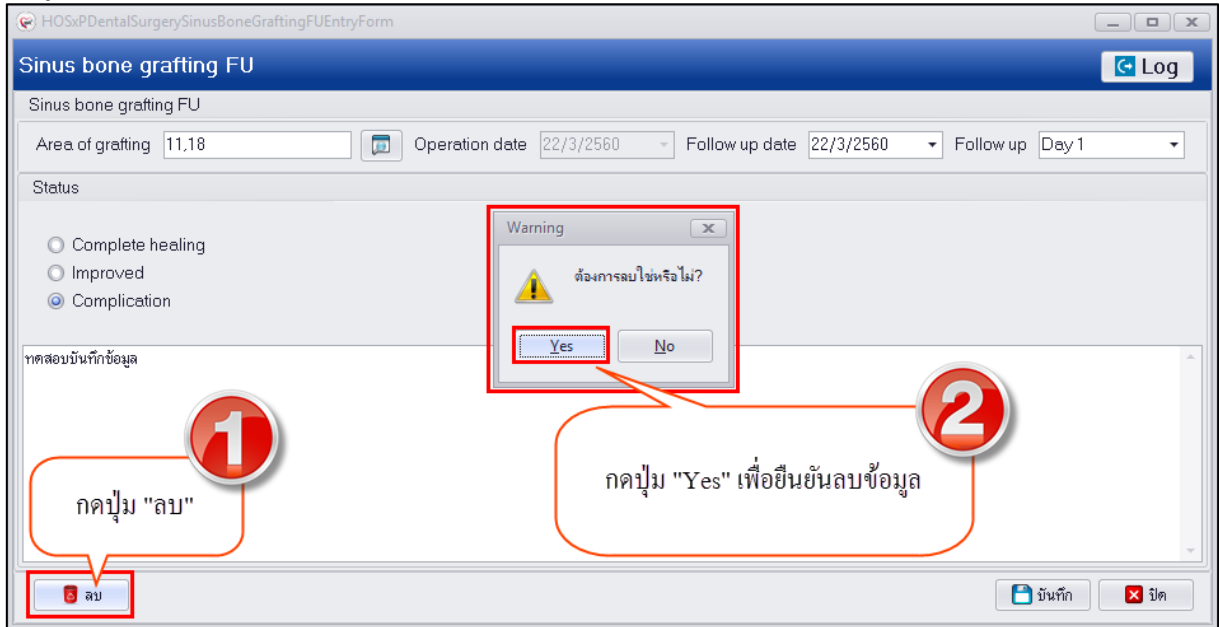 HOSxPDentalSurgerySinusBoneGraftingFUEntryForm
Sinus bone grafting FU
Log
Sinus bone grafting FU
Area of grafting 11,18 Operation date 22/3/2560 Follow up date 22/3/2560 Follow up Day 1
Status
Complete healing
Improved
Complication
Warning
ต้องการลบใช่หรือไม่?
Yes No
ทดสอบบันทึกข้อมูล
1
กดปุ่ม "ลบ"
2
กดปุ่ม "Yes" เพื่อยืนยันลบข้อมูล
ลบ บันทึก ปิด